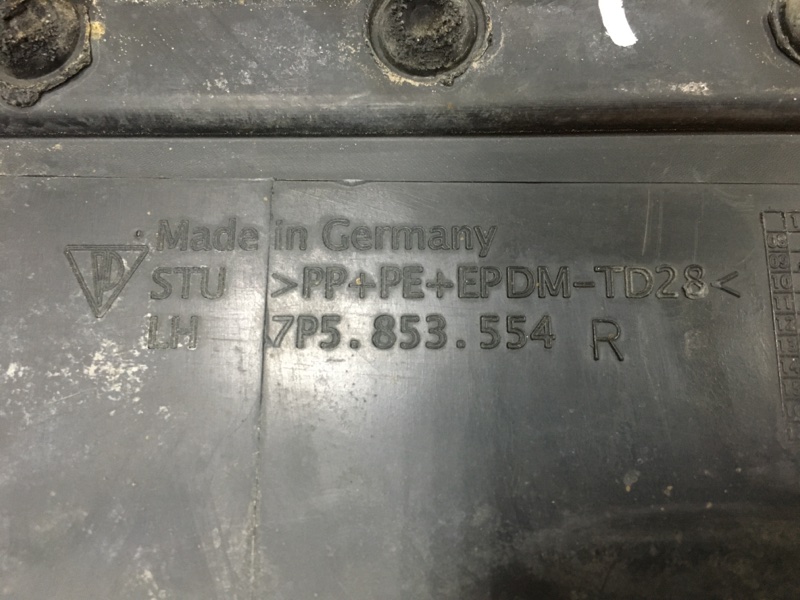 Made in Germany
STU >PP+PE+EPDM-TD28<
LH 7P5.853.554 R